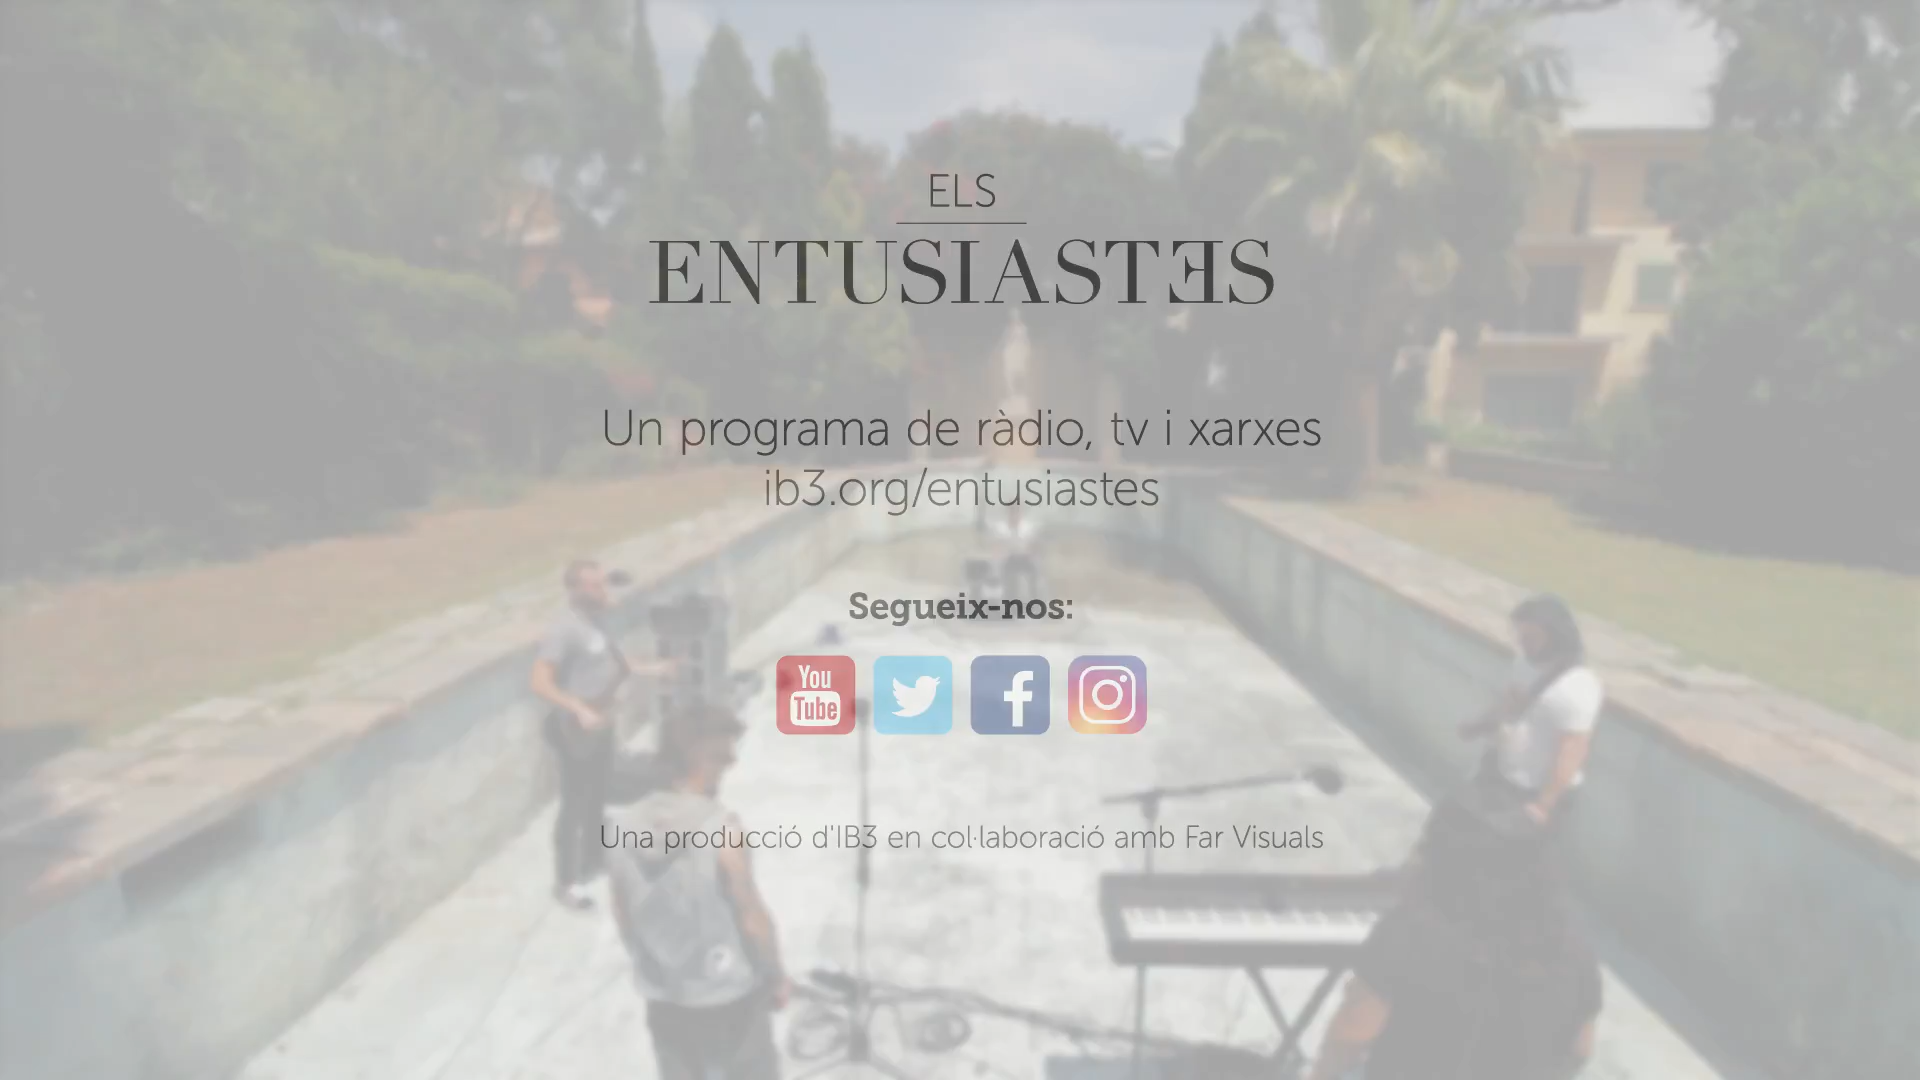 ELS
ENTUSIASTES
Un programa de ràdio, tv i xarxes
ib3.org/entusiastes
Segueix-nos:
You
Tube
Una producció d'IB3 en col·laboració amb Far Visuals